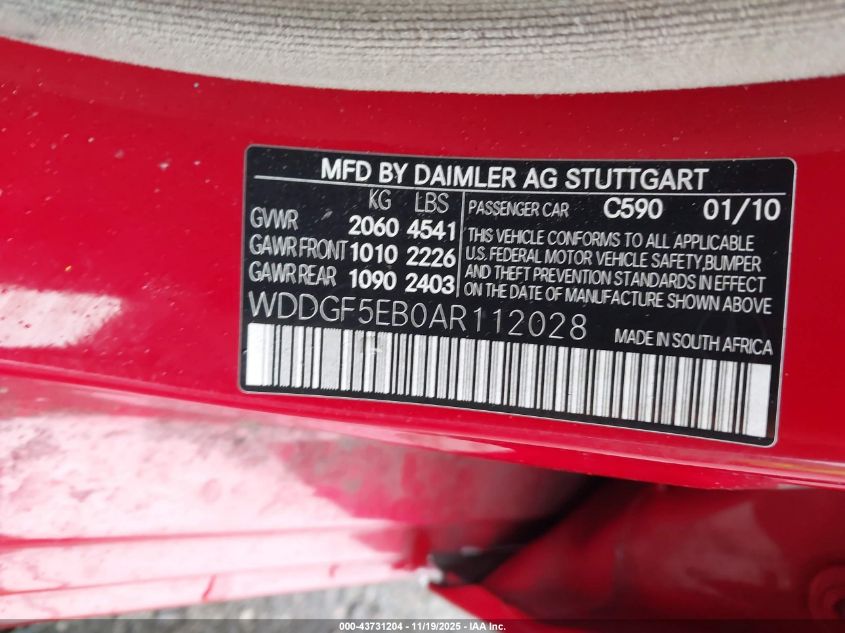 MFD BY DAIMLER AG STUTTGART
KG LBS
GVWR 2060 4541
GAWR FRONT 1010 2226
GAWR REAR 1090 2403
PASSENGER CAR C590 01/10
THIS VEHICLE CONFORMS TO ALL APPLICABLE
U.S. FEDERAL MOTOR VEHICLE SAFETY,BUMPER
AND THEFT PREVENTION STANDARDS IN EFFECT
ON THE DATE OF MANUFACTURE SHOWN ABOVE
WDDGF5EB0AR112028
MADE IN SOUTH AFRICA
000-43731204 - 11/19/2025 - IAA Inc.